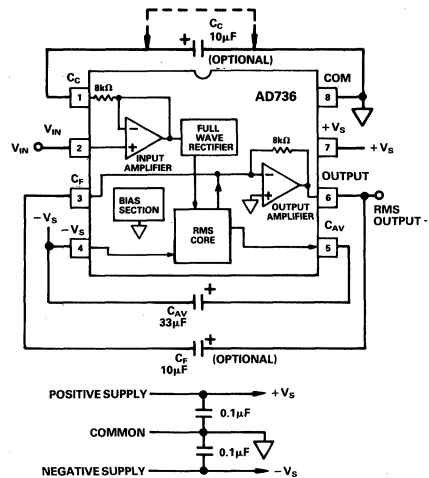 C_C
10μF
(OPTIONAL)
C_C
COM
1
8kΩ
AD736
8
V_IN
V_IN
2
INPUT
AMPLIFIER
FULL
WAVE
RECTIFIER
8kΩ
+V_S
7
+V_S
C_F
3
BIAS
SECTION
RMS
CORE
OUTPUT
AMPLIFIER
OUTPUT
6
RMS
OUTPUT
-V_S
-V_S
4
C_AV
5
C_AV
33μF
C_F
10μF
(OPTIONAL)
POSITIVE SUPPLY
+V_S
0.1μF
COMMON
0.1μF
NEGATIVE SUPPLY
-V_S